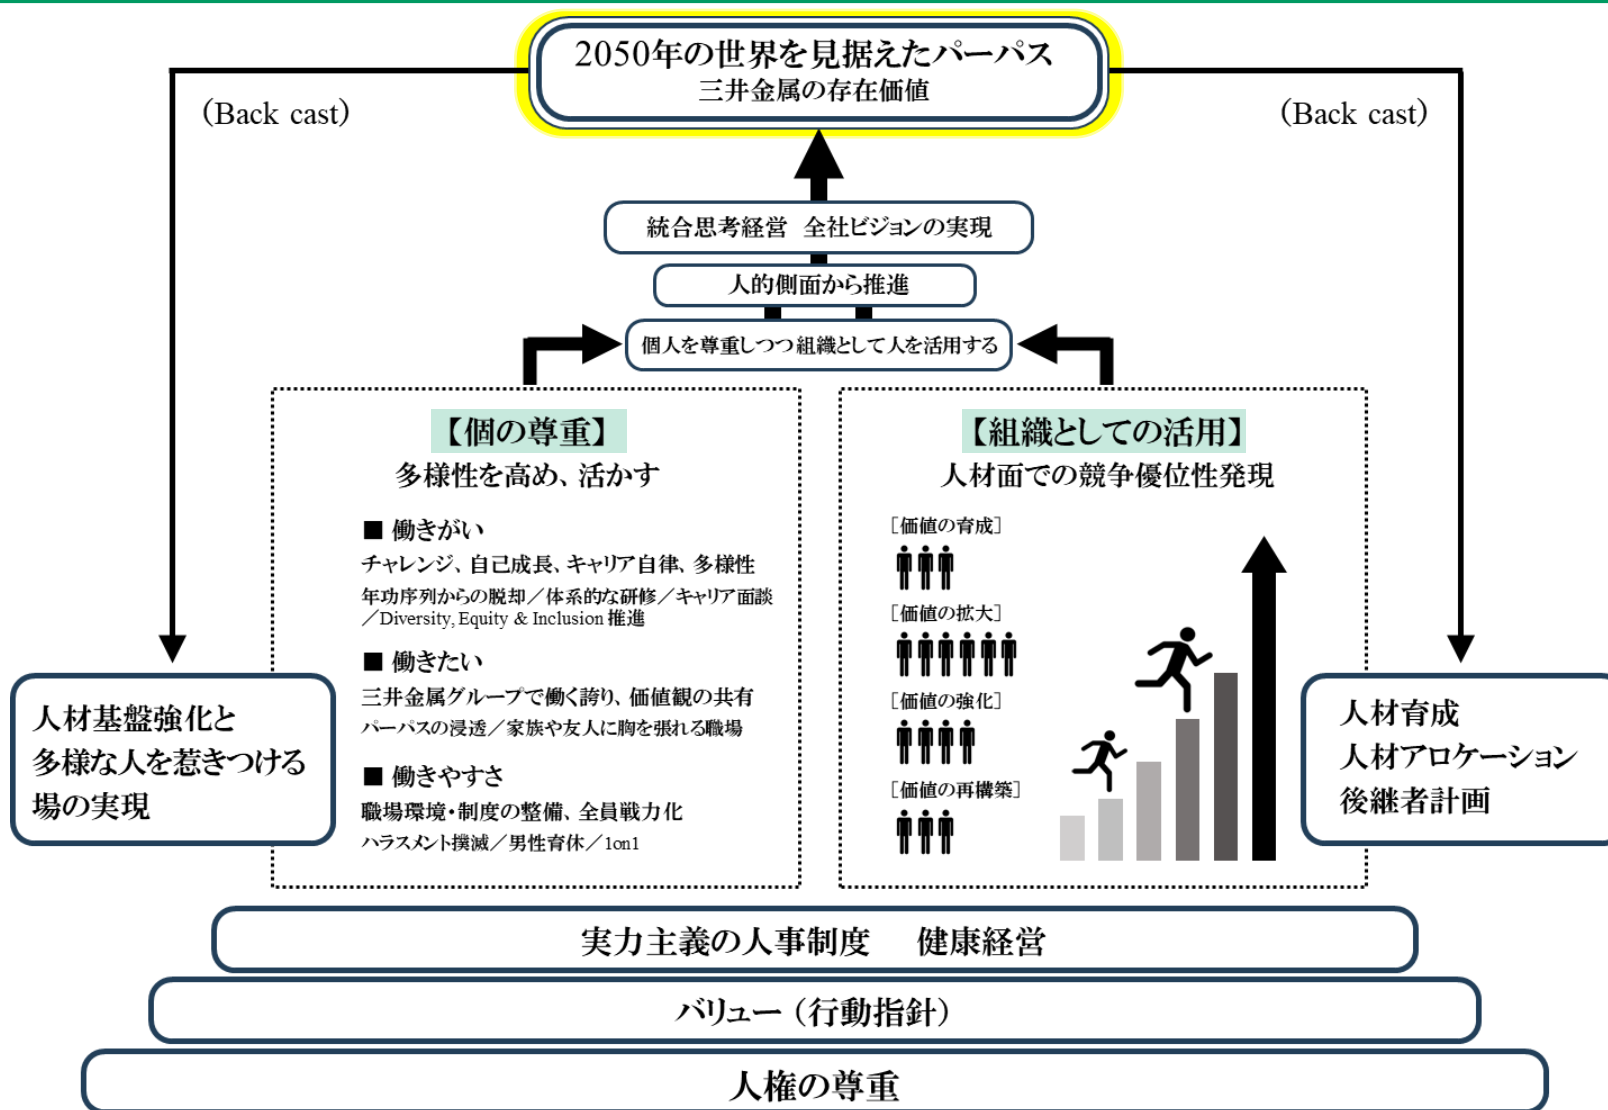 2050年の世界を見据えたパーパス
三井金属の存在価値
(Back cast)
(Back cast)
統合思考経営 全社ビジョンの実現
人的側面から推進
個人を尊重しつつ組織として人を活用する
【個の尊重】
多様性を高め、活かす
■ 働きがい
チャレンジ、自己成長、キャリア自律、多様性
年功序列からの脱却／体系的な研修／キャリア面談
／Diversity, Equity & Inclusion 推進
■ 働きたい
三井金属グループで働く誇り、価値観の共有
パーパスの浸透／家族や友人に胸を張れる職場
■ 働きやすさ
職場環境・制度の整備、全員戦力化
ハラスメント撲滅／男性育休／1on1
【組織としての活用】
人材面での競争優位性発現
［価値の育成］
［価値の拡大］
［価値の強化］
［価値の再構築］
人材基盤強化と
多様な人を惹きつける
場の実現
人材育成
人材アロケーション
後継者計画
実力主義の人事制度 健康経営
バリュー（行動指針）
人権の尊重